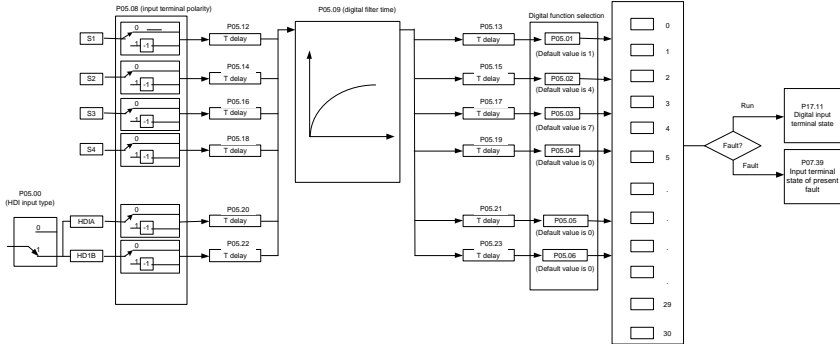 P05.08 (input terminal polarity)
P05.09 (digital filter time)
Digital function selection
S1
0
1
-1
P05.12
T delay
P05.13
T delay
P05.01
(Default value is 1)
S2
0
1
-1
P05.14
T delay
P05.15
T delay
P05.02
(Default value is 4)
S3
0
1
-1
P05.16
T delay
P05.17
T delay
P05.03
(Default value is 7)
S4
0
1
-1
P05.18
T delay
P05.19
T delay
P05.04
(Default value is 0)
P05.00
(HDI input type)
0
1
HDIA
0
1
-1
P05.20
T delay
P05.21
T delay
P05.05
(Default value is 0)
HD1B
0
1
-1
P05.22
T delay
P05.23
T delay
P05.06
(Default value is 0)
0
1
2
3
4
5
.
.
.
.
29
30
Fault?
Run
Fault
P17.11
Digital input
terminal state
P07.39
Input terminal
state of present
fault